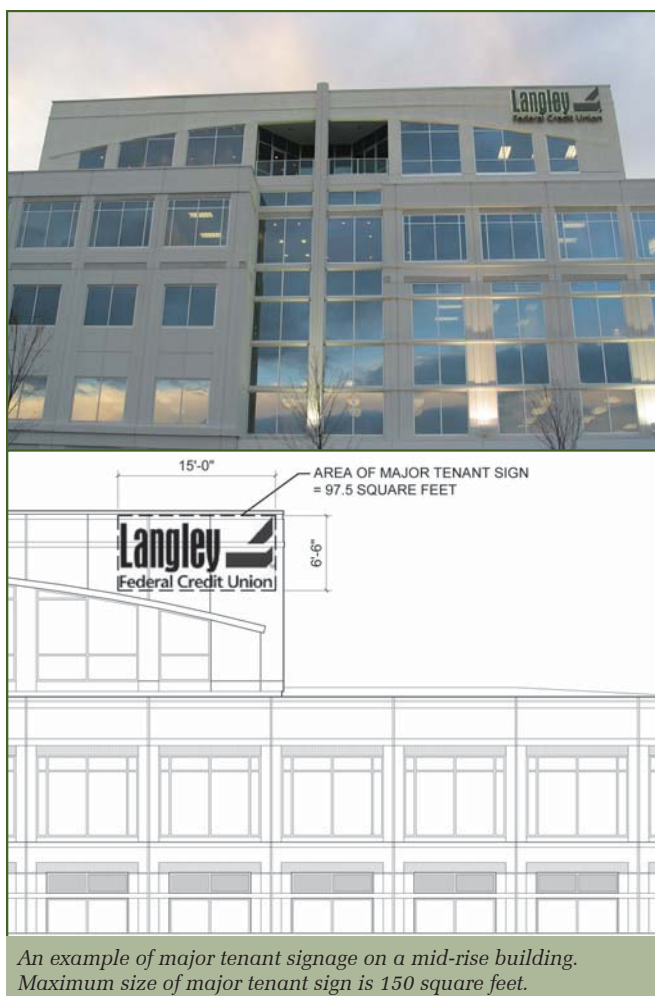 Langley
Federal Credit Union
15'-0"
AREA OF MAJOR TENANT SIGN
= 97.5 SQUARE FEET
6'-6"
Langley
Federal Credit Union
An example of major tenant signage on a mid-rise building.
Maximum size of major tenant sign is 150 square feet.